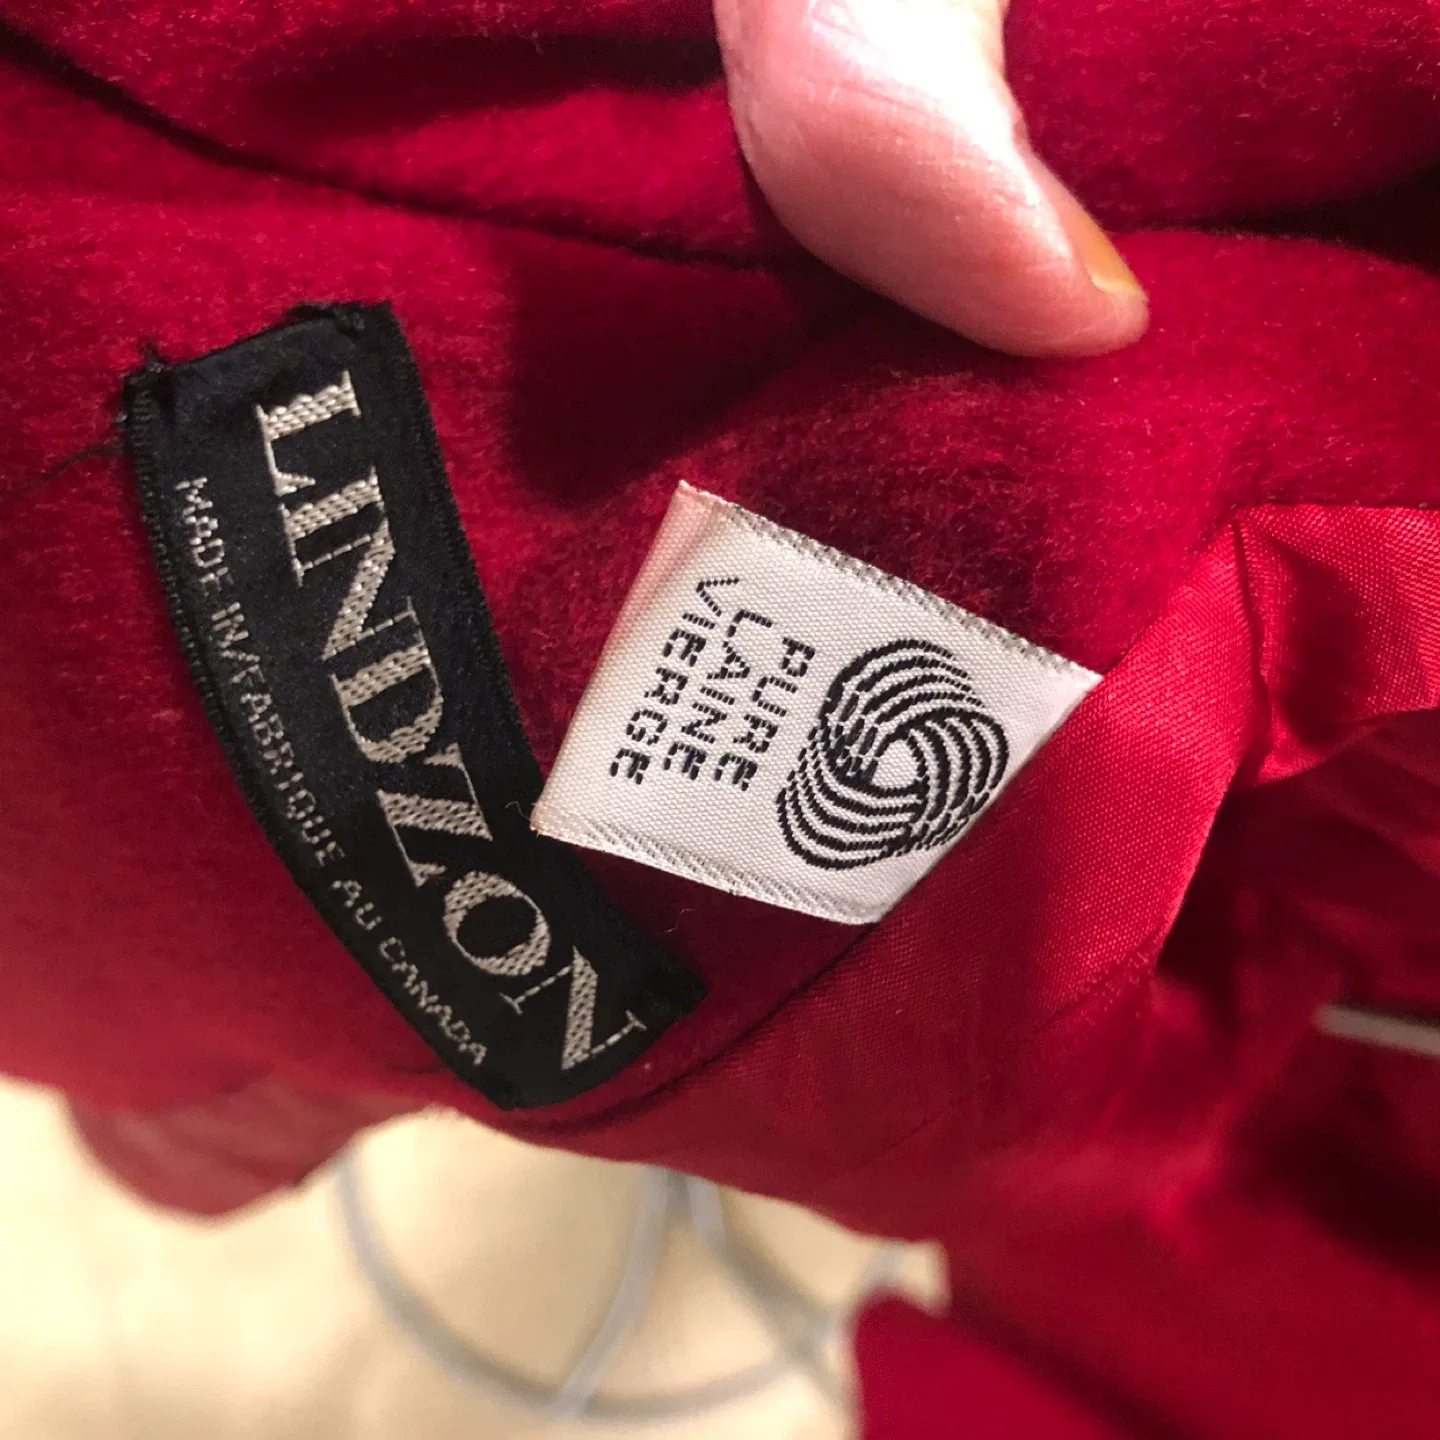 LINDZON
MADE IN/FABRIQUE AU CANADA
PURE
LAINE
VIERGE